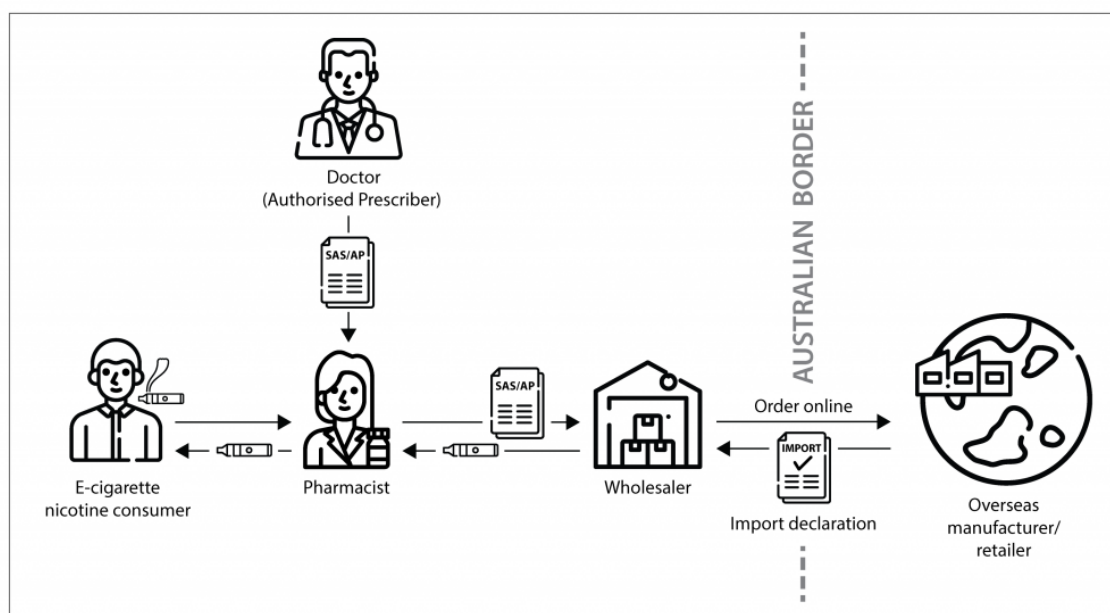 Doctor
(Authorised Prescriber)
SAS/AP
AUSTRALIAN BORDER
SAS/AP
Order online
IMPORT
E-cigarette
nicotine consumer
Pharmacist
Wholesaler
Import declaration
Overseas
manufacturer/
retailer